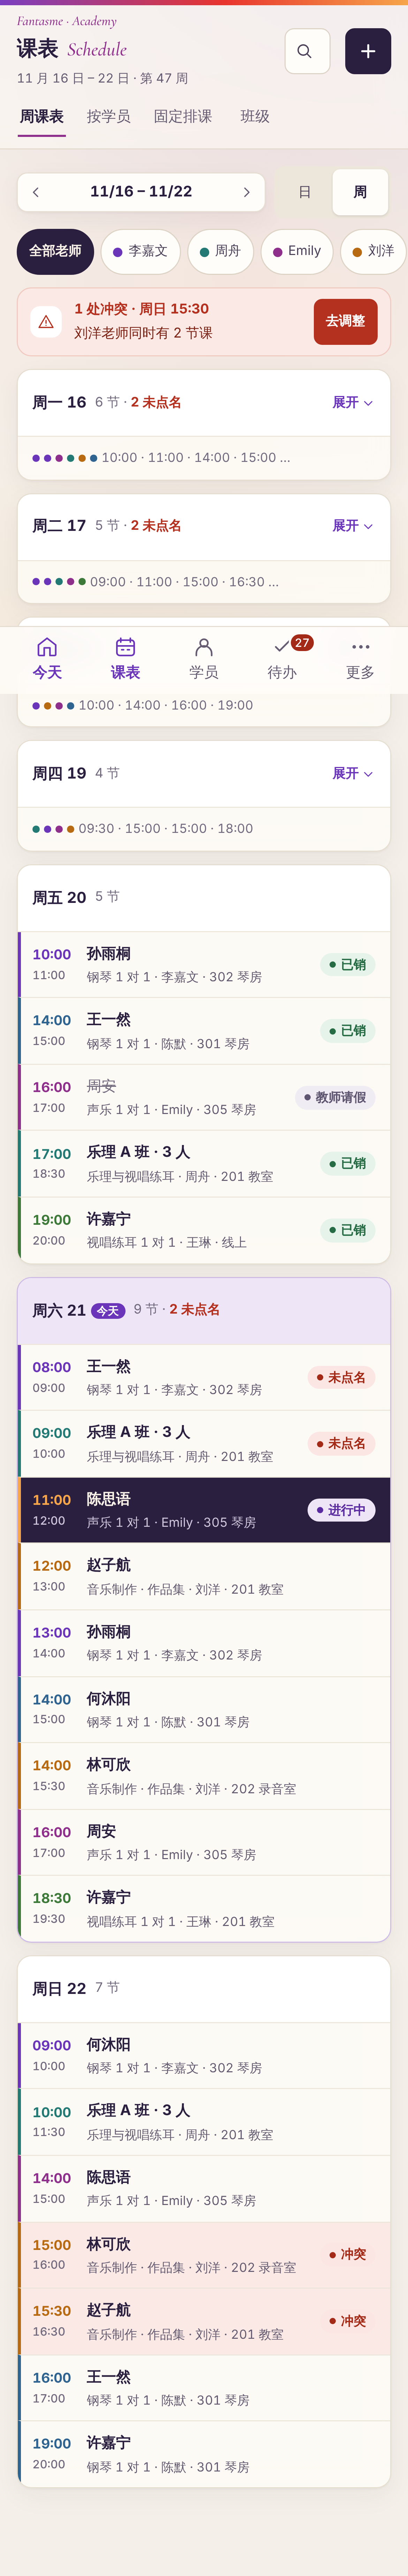 Fantasme · Academy
课表 Schedule
11 月 16 日 – 22 日 · 第 47 周
周课表 按学员 固定排课 班级
11/16 – 11/22
日 周
全部老师 李嘉文 周舟 Emily 刘洋
1 处冲突 · 周日 15:30
刘洋老师同时有 2 节课
去调整
周一 16 6 节 · 2 未点名 展开
10:00 · 11:00 · 14:00 · 15:00 ...
周二 17 5 节 · 2 未点名 展开
09:00 · 11:00 · 15:00 · 16:30 ...
今天 课表 学员 待办 27 更多
10:00 · 14:00 · 16:00 · 19:00
周四 19 4 节 展开
09:30 · 15:00 · 15:00 · 18:00
周五 20 5 节
10:00 孙雨桐
11:00 钢琴 1 对 1 · 李嘉文 · 302 琴房 已销
14:00 王一然
15:00 钢琴 1 对 1 · 陈默 · 301 琴房 已销
16:00 周安
17:00 声乐 1 对 1 · Emily · 305 琴房 教师请假
17:00 乐理 A 班 · 3 人
18:30 乐理与视唱练耳 · 周舟 · 201 教室 已销
19:00 许嘉宁
20:00 视唱练耳 1 对 1 · 王琳 · 线上 已销
周六 21 今天 9 节 · 2 未点名
08:00 王一然
09:00 钢琴 1 对 1 · 李嘉文 · 302 琴房 未点名
09:00 乐理 A 班 · 3 人
10:00 乐理与视唱练耳 · 周舟 · 201 教室 未点名
11:00 陈思语
12:00 声乐 1 对 1 · Emily · 305 琴房 进行中
12:00 赵子航
13:00 音乐制作 · 作品集 · 刘洋 · 201 教室
13:00 孙雨桐
14:00 钢琴 1 对 1 · 李嘉文 · 302 琴房
14:00 何沐阳
15:00 钢琴 1 对 1 · 陈默 · 301 琴房
14:00 林可欣
15:30 音乐制作 · 作品集 · 刘洋 · 202 录音室
16:00 周安
17:00 声乐 1 对 1 · Emily · 305 琴房
18:30 许嘉宁
19:30 视唱练耳 1 对 1 · 王琳 · 201 教室
周日 22 7 节
09:00 何沐阳
10:00 钢琴 1 对 1 · 李嘉文 · 302 琴房
10:00 乐理 A 班 · 3 人
11:30 乐理与视唱练耳 · 周舟 · 201 教室
14:00 陈思语
15:00 声乐 1 对 1 · Emily · 305 琴房
15:00 林可欣
16:00 音乐制作 · 作品集 · 刘洋 · 202 录音室 冲突
15:30 赵子航
16:30 音乐制作 · 作品集 · 刘洋 · 201 教室 冲突
16:00 王一然
17:00 钢琴 1 对 1 · 陈默 · 301 琴房
19:00 许嘉宁
20:00 钢琴 1 对 1 · 陈默 · 301 琴房